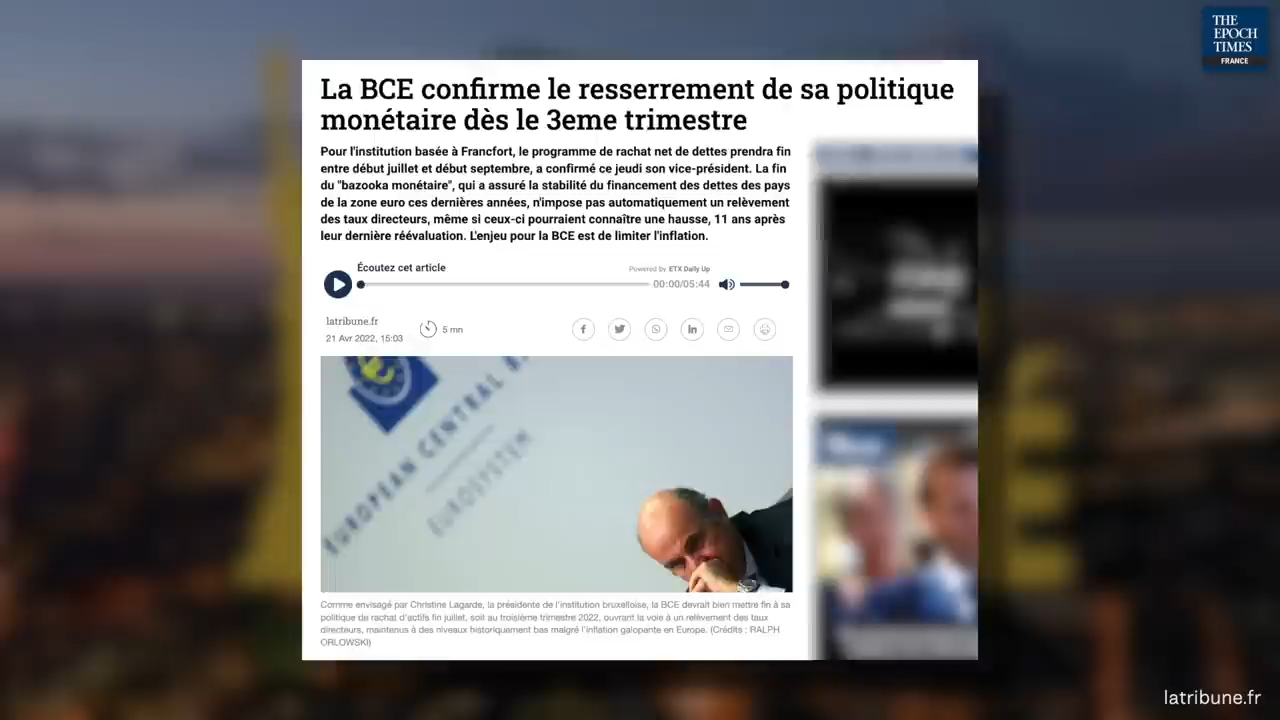 THE
EPOCH
TIMES
FRANCE
La BCE confirme le resserrement de sa politique
monétaire dès le 3eme trimestre
Pour l'institution basée à Francfort, le programme de rachat net de dettes prendra fin
entre début juillet et début septembre, a confirmé ce jeudi son vice-président. La fin
du "bazooka monétaire", qui a assuré la stabilité du financement des dettes des pays
de la zone euro ces dernières années, n'impose pas automatiquement un relèvement
des taux directeurs, même si ceux-ci pourraient connaître une hausse, 11 ans après
leur dernière réévaluation. L'enjeu pour la BCE est de limiter l'inflation.
Écoutez cet article
Powered by ETX Daily Up
00:00/05:44
latribune.fr
21 Avr 2022, 15:03
5 mn
EUROPEAN CENTRAL B
EUROSYSTEM
Comme envisagé par Christine Lagarde, la présidente de l'institution bruxelloise, la BCE devrait bien mettre fin à sa
politique de rachat d'actifs fin juillet, soit au troisième trimestre 2022, ouvrant la voie à un relèvement des taux
directeurs, maintenus à des niveaux historiquement bas malgré l'inflation galopante en Europe. (Crédits : RALPH
ORLOWSKI)
latribune.fr